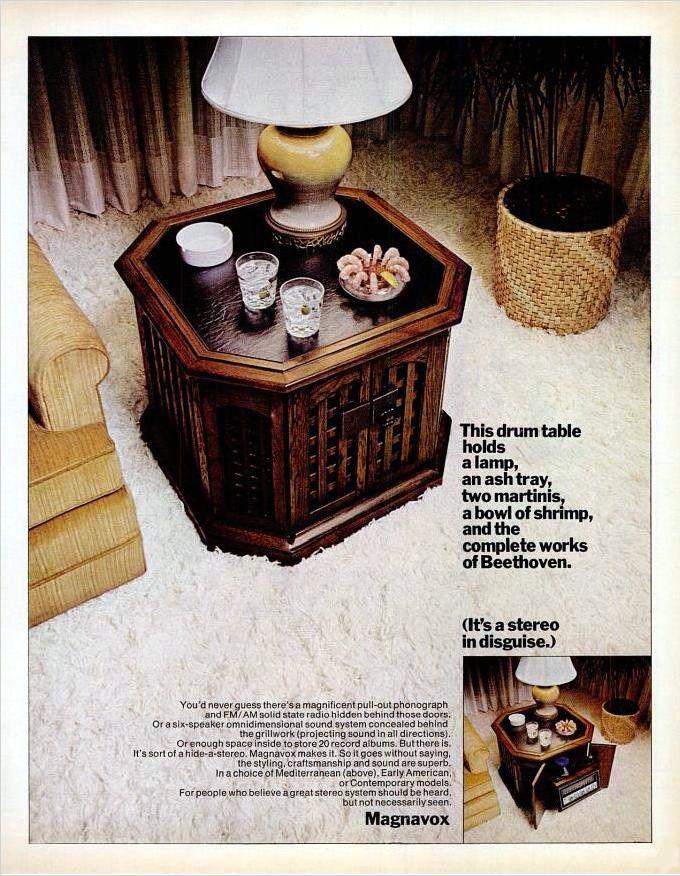 This drum table
holds
a lamp,
an ash tray,
two martinis,
a bowl of shrimp,
and the
complete works
of Beethoven.
(It's a stereo
in disguise.)
You'd never guess there's a magnificent pull-out phonograph
and FM/AM solid state radio hidden behind those doors.
Or a six-speaker omnidimensional sound system concealed behind
the grillwork (projecting sound in all directions).
Or enough space inside to store 20 record albums. But there is.
It's sort of a hide-a-stereo. Magnavox makes it. So it goes without saying,
the styling, craftsmanship and sound are superb.
In a choice of Mediterranean (above), Early American,
or Contemporary models.
For people who believe a great stereo system should be heard,
but not necessarily seen.
Magnavox